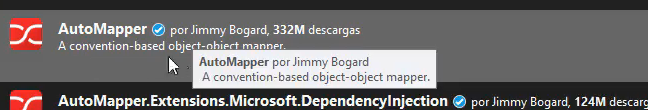 AutoMapper por Jimmy Bogard, 332M descargas
A convention-based object-object mapper.
AutoMapper por Jimmy Bogard
A convention-based object-object mapper.
AutoMapper.Extensions.Microsoft.DependencyInjection por Jimmy Bogard, 124M